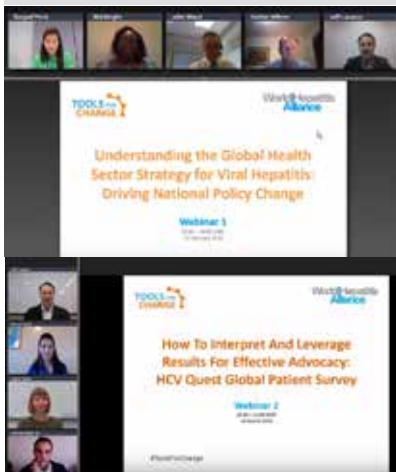 TOOLS FOR
CHANGE
World Hepatitis
Alliance
Understanding the Global Health
Sector Strategy for Viral Hepatitis:
Driving National Policy Change
Webinar 1
TOOLS FOR
CHANGE
World Hepatitis
Alliance
How To Interpret And Leverage
Results For Effective Advocacy:
HCV Quest Global Patient Survey
Webinar 2
#ToolsForChange